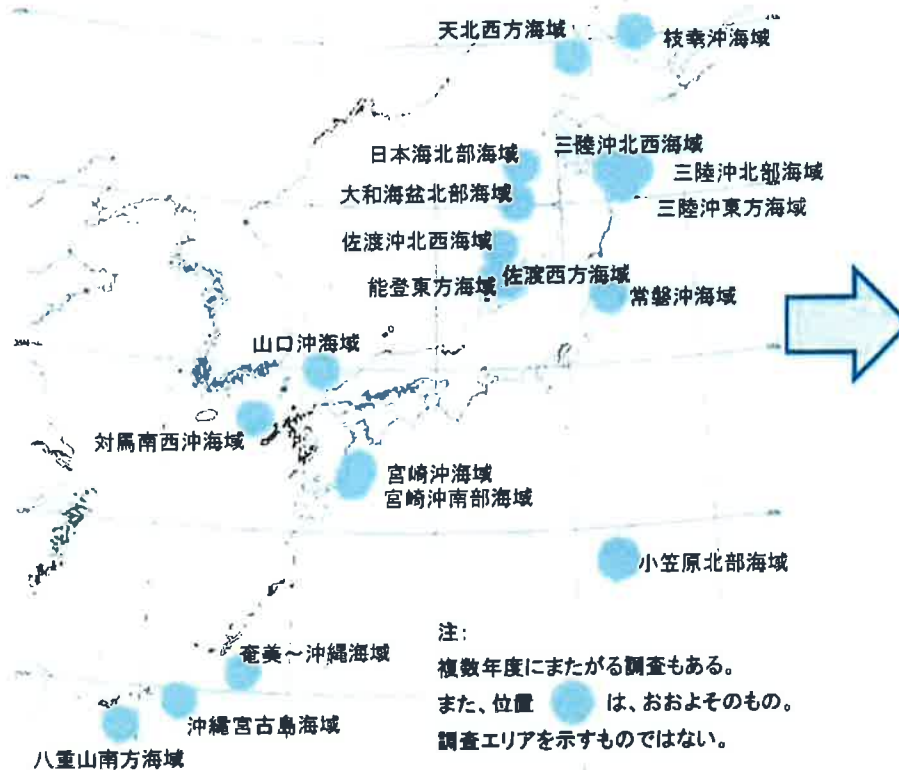 天北西方海域
枝幸沖海域
日本海北部海域
三陸沖北西海域
三陸沖北部海域
大和海盆北部海域
三陸沖東方海域
佐渡沖北西海域
佐渡西方海域
能登東方海域
常磐沖海域
山口沖海域
対馬南西沖海域
宮崎沖海域
宮崎沖南部海域
小笠原北部海域
奄美～沖縄海域
沖縄宮古島海域
八重山南方海域
注：
複数年度にまたがる調査もある。
また、位置 は、おおよそのもの。
調査エリアを示すものではない。